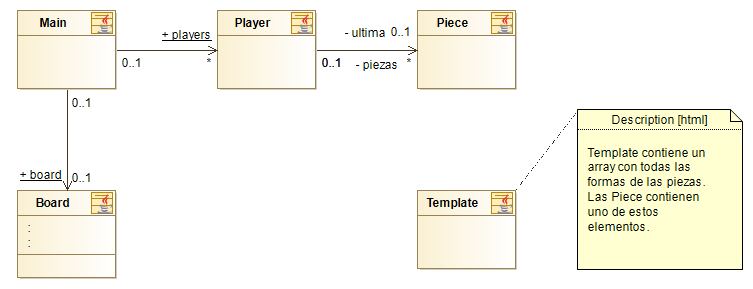 Main
Player
Piece
+ players
- ultima 0..1
0..1
*
0..1
- piezas *
0..1
Description [html]
Template contiene un
array con todas las
formas de las piezas.
Las Piece contienen
uno de estos
elementos.
+ board
0..1
Board
Template
:
: